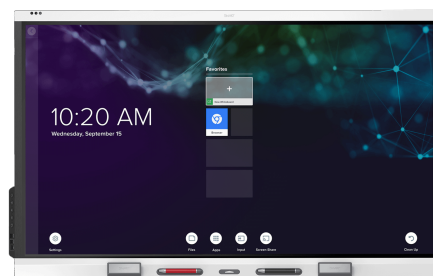 Favorites
10:20 AM
Wednesday, September 15
Browser
Settings
Files
Apps
Input
Screen Share
Clean Up